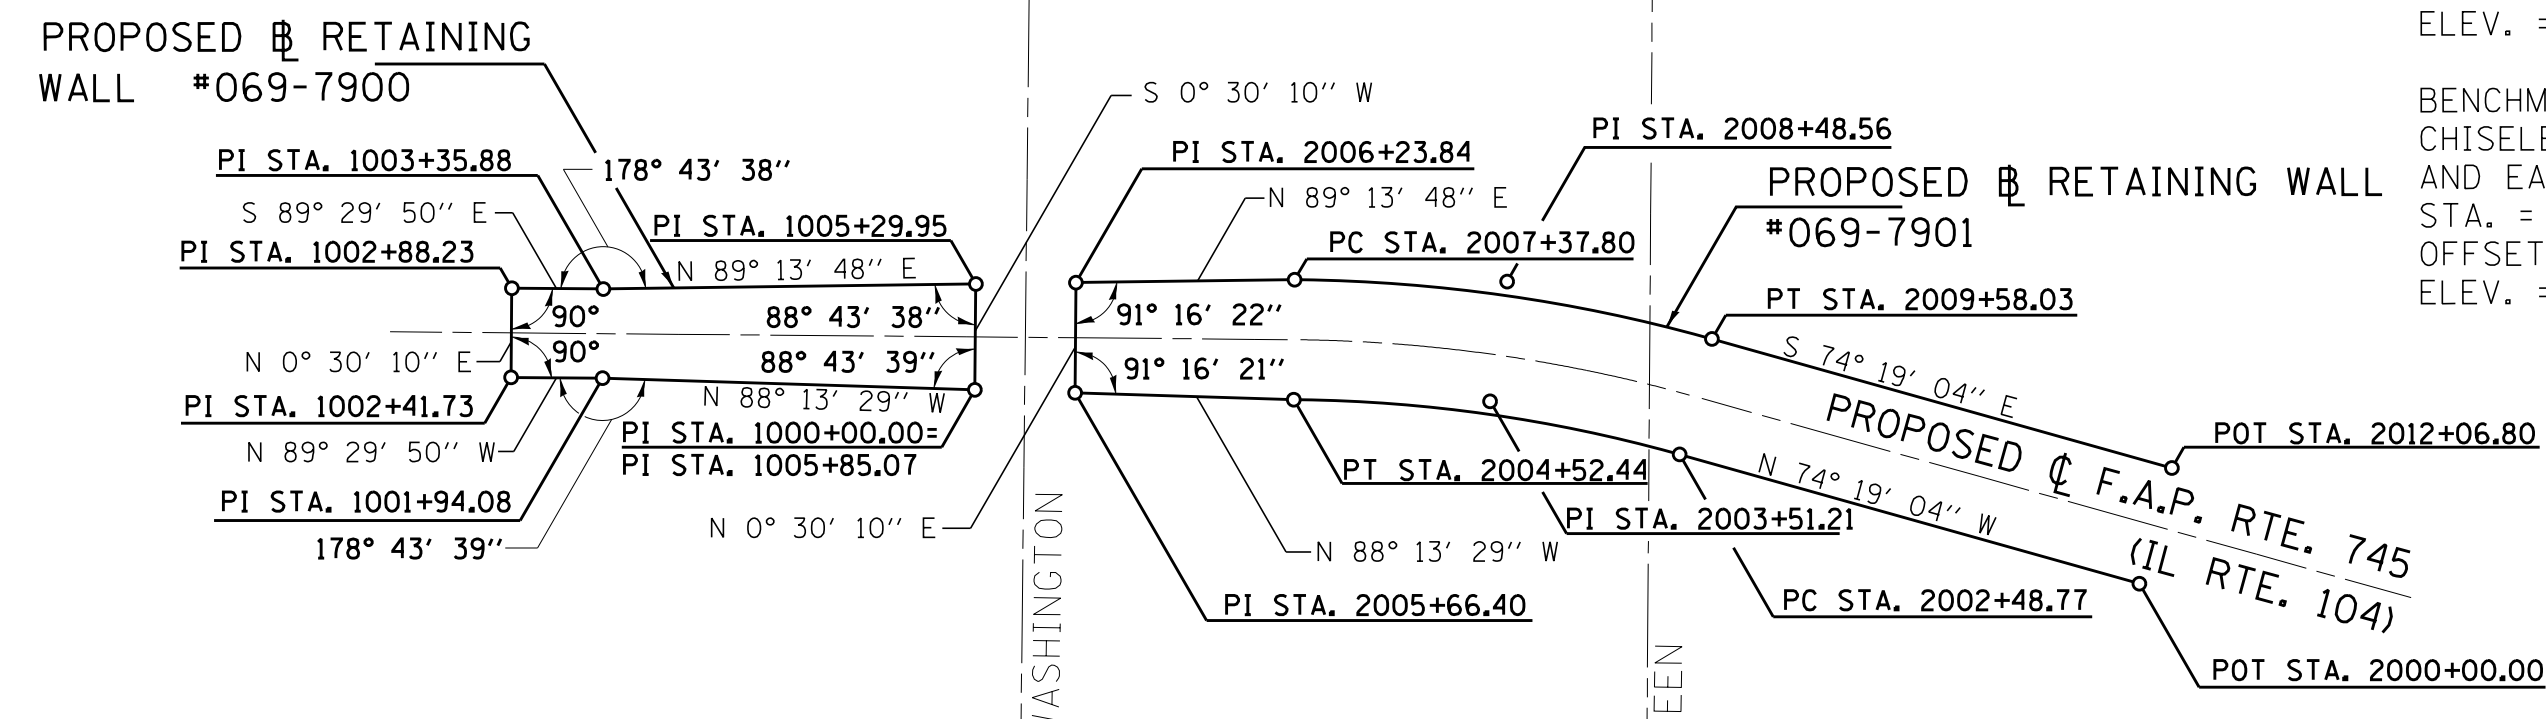 PROPOSED ⅊ RETAINING
WALL #069-7900
PI STA. 1003+35.88
178° 43' 38"
S 89° 29' 50" E
PI STA. 1002+88.23
PI STA. 1005+29.95
N 89° 13' 48" E
90°
88° 43' 38"
90°
88° 43' 39"
N 0° 30' 10" E
PI STA. 1002+41.73
N 88° 13' 29" W
N 89° 29' 50" W
PI STA. 1000+00.00=
PI STA. 1005+85.07
PI STA. 1001+94.08
178° 43' 39"
S 0° 30' 10" W
PI STA. 2006+23.84
N 89° 13' 48" E
PI STA. 2008+48.56
PC STA. 2007+37.80
PROPOSED ⅊ RETAINING WALL
#069-7901
PT STA. 2009+58.03
91° 16' 22"
91° 16' 21"
S 74° 19' 04" E
PROPOSED ℄ F.A.P. RTE. 745
(IL RTE. 104)
POT STA. 2012+06.80
PT STA. 2004+52.44
N 74° 19' 04" W
PI STA. 2003+51.21
N 0° 30' 10" E
N 88° 13' 29" W
PI STA. 2005+66.40
PC STA. 2002+48.77
POT STA. 2000+00.00
WASHINGTON
EEN
ELEV. =
BENCHM
CHISELE
AND EA
STA. =
OFFSET
ELEV. =